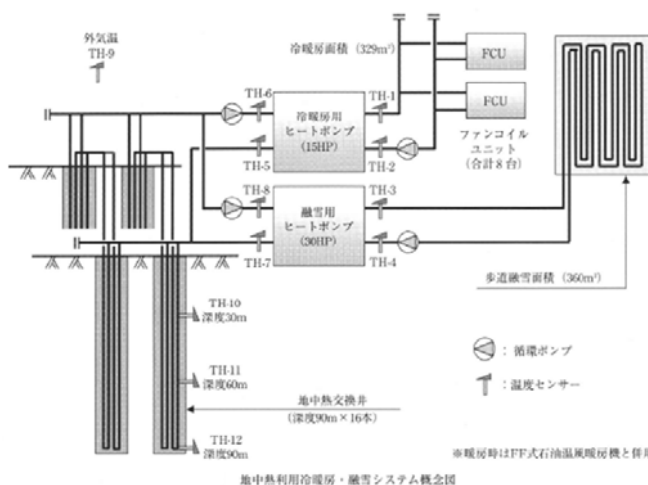 外気温
TH-9
冷暖房面積（329m²）
FCU
FCU
ファンコイル
ユニット
（合計8台）
TH-6
TH-1
冷暖房用
ヒートポンプ
（15HP）
TH-5
TH-2
TH-8
TH-3
融雪用
ヒートポンプ
（30HP）
TH-7
TH-4
歩道融雪面積（360m²）
TH-10
深度30m
TH-11
深度60m
TH-12
深度90m
地中熱交換井
（深度90m×16本）
：循環ポンプ
：温度センサー
※暖房時はFF式石油温風暖房機と併用
地中熱利用冷暖房・融雪システム概念図